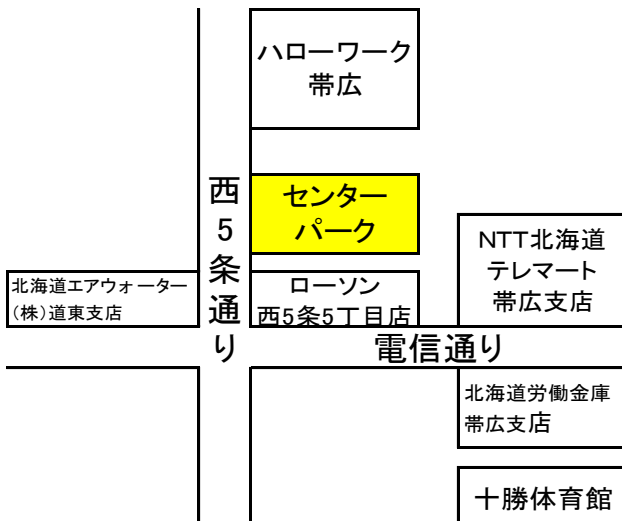 ハローワーク
帯広
西5条通り
センター
パーク
NTT北海道
テレマート
帯広支店
北海道エアウォーター
(株)道東支店
ローソン
西5条5丁目店
電信通り
北海道労働金庫
帯広支店
十勝体育館